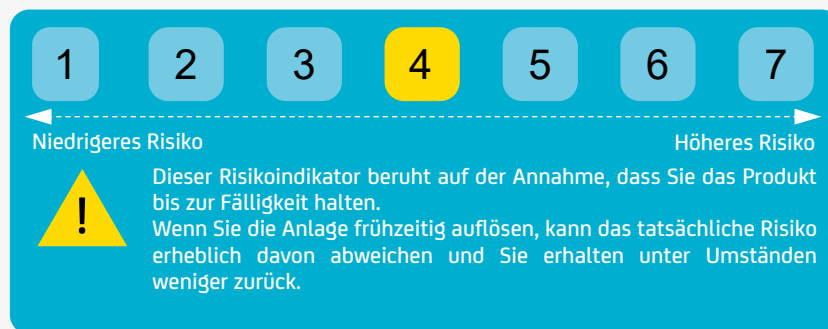 1 2 3 4 5 6 7
Niedrigeres Risiko Höheres Risiko
Dieser Risikoindikator beruht auf der Annahme, dass Sie das Produkt
bis zur Fälligkeit halten.
Wenn Sie die Anlage frühzeitig auflösen, kann das tatsächliche Risiko
erheblich davon abweichen und Sie erhalten unter Umständen
weniger zurück.
!